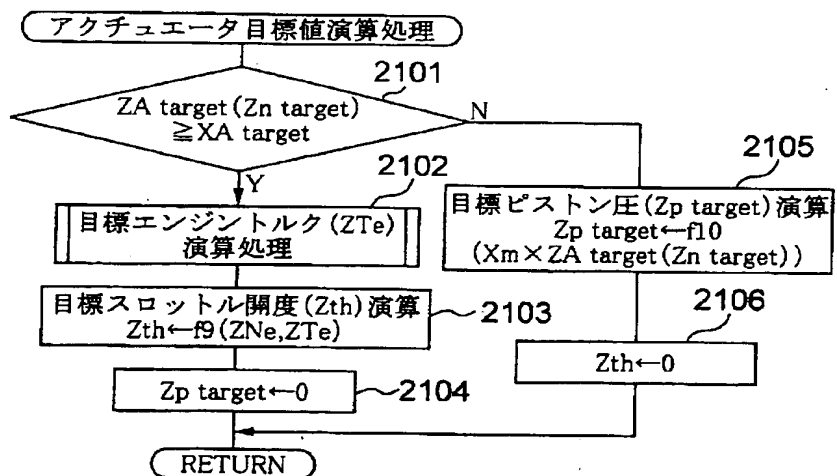 アクチュエータ目標値演算処理
2101
ZA target(Zn target)
≧XA target
N
Y
2102
目標エンジントルク(ZTe)
演算処理
目標スロットル開度(Zth)演算
Zth←f9(ZNe,ZTe)
2103
Zp target←0
2104
2105
目標ピストン圧(Zp target)演算
Zp target←f10
(Xm×ZA target(Zn target))
2106
Zth←0
RETURN